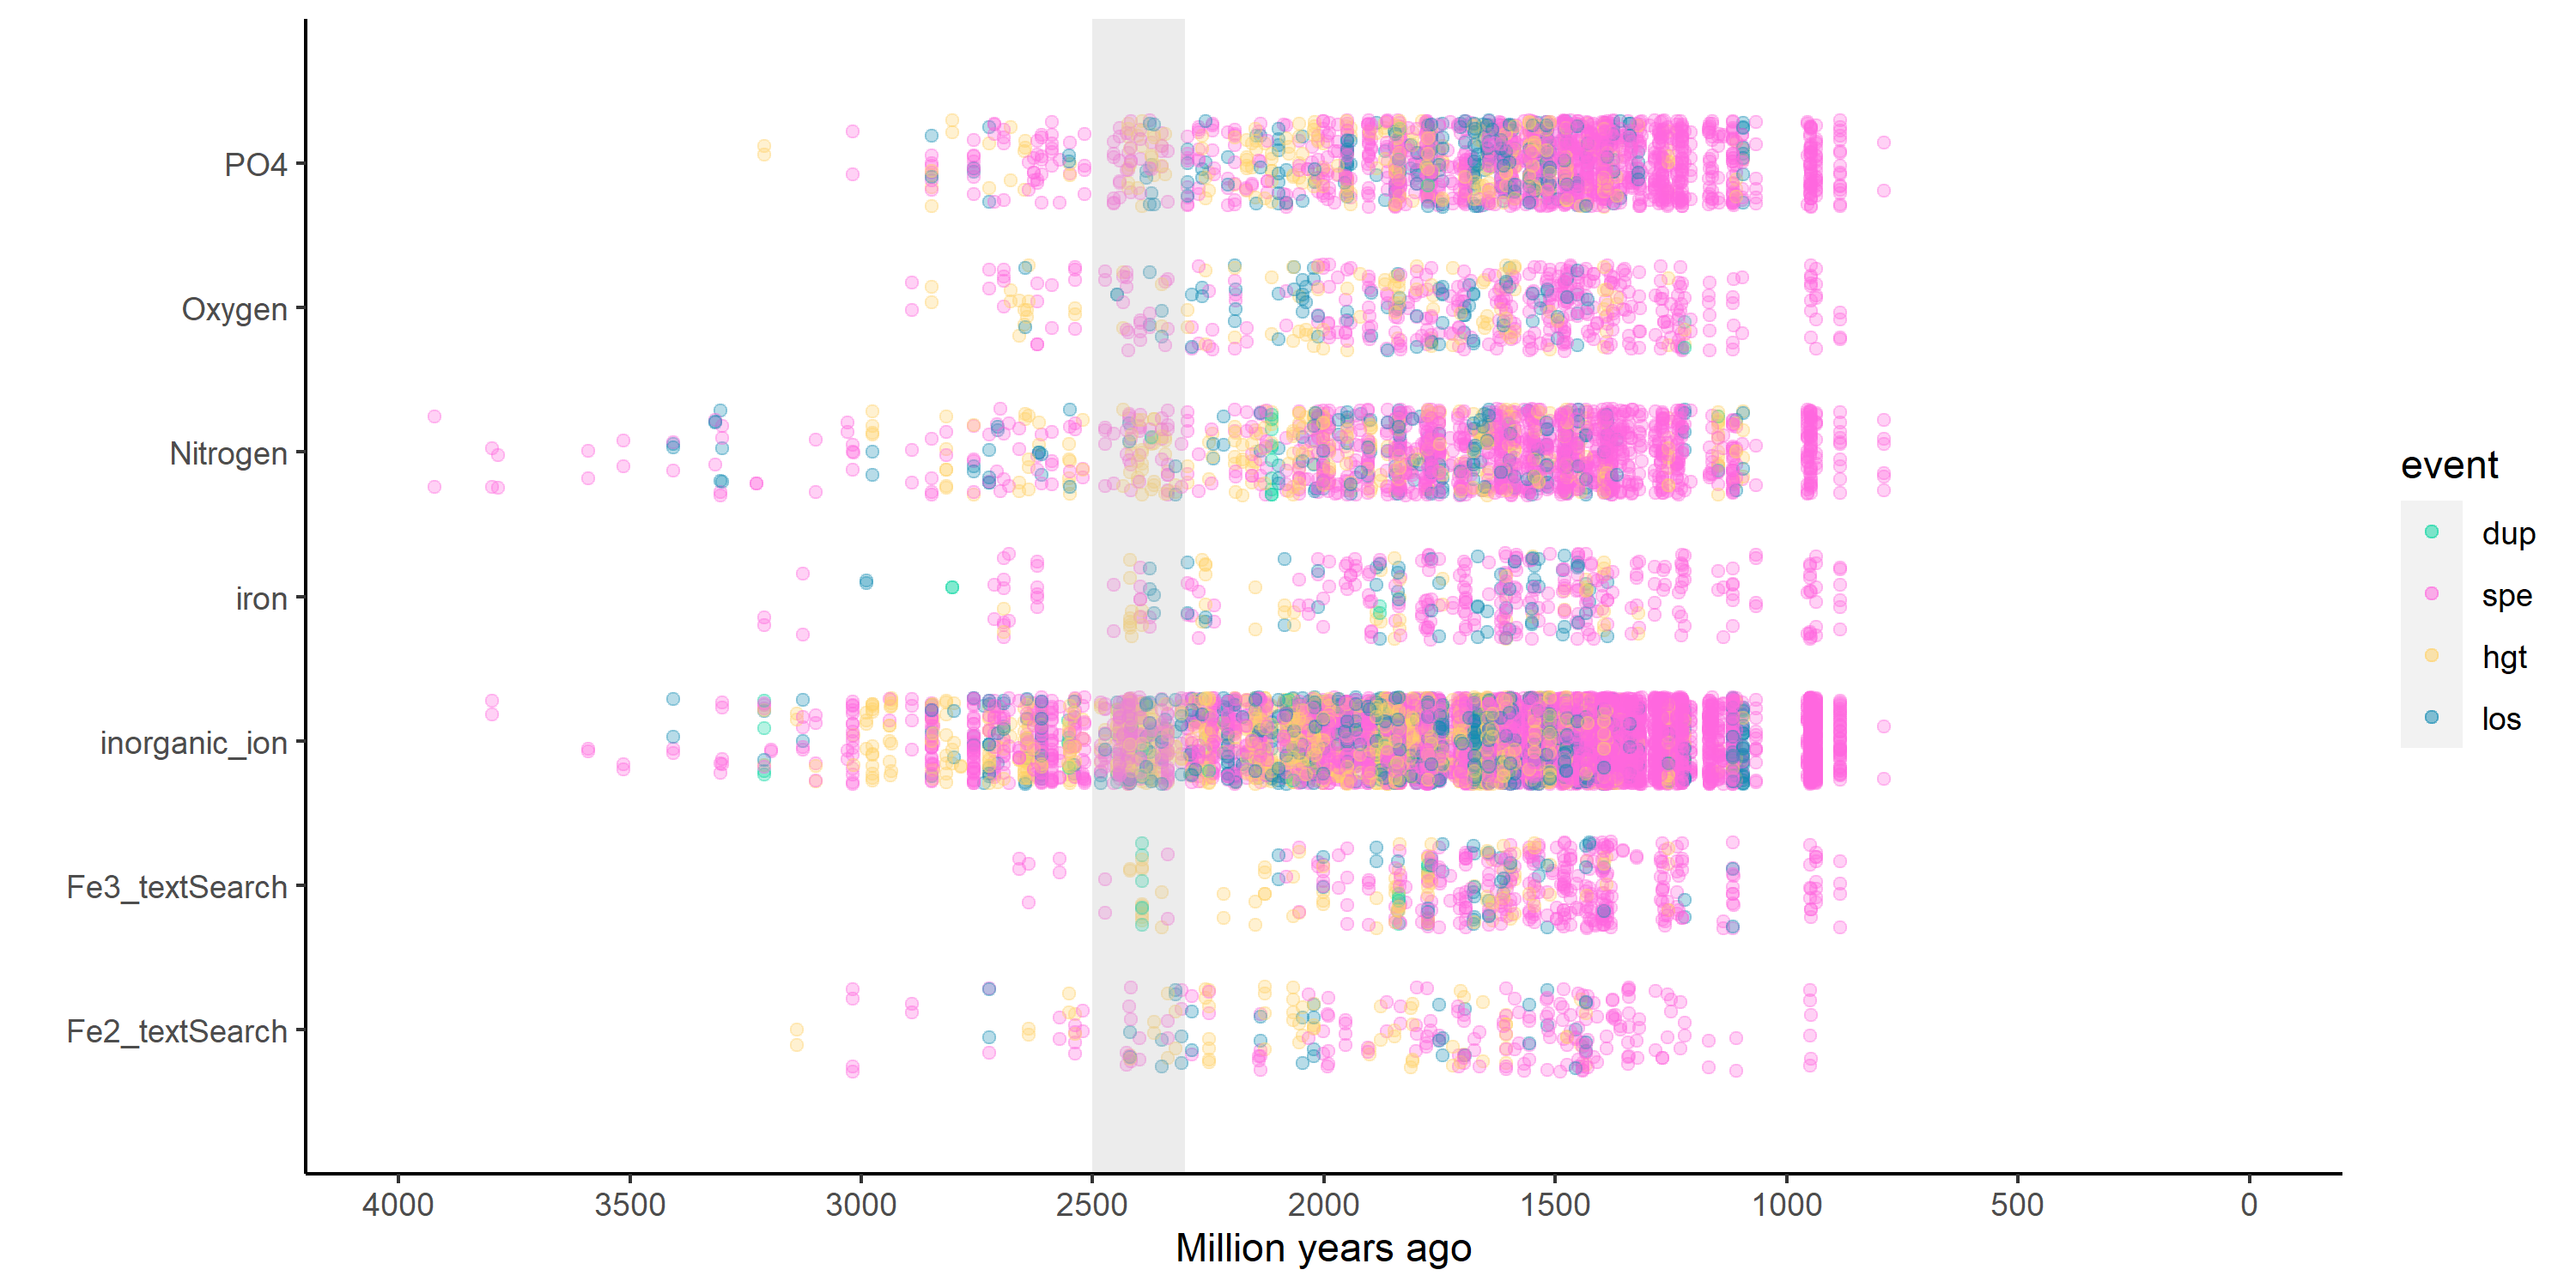 PO4
Oxygen
Nitrogen
iron
inorganic_ion
Fe3_textSearch
Fe2_textSearch
4000 3500 3000 2500 2000 1500 1000 500 0
Million years ago
event
dup
spe
hgt
los